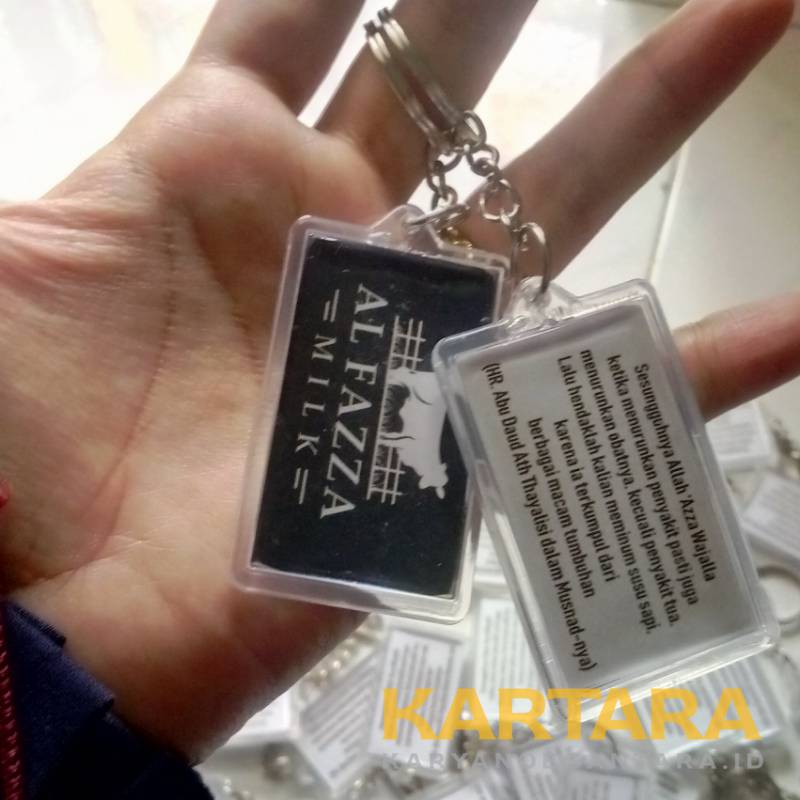 AL FAZZA
MILK
Sesungguhnya Allah 'Azza Wajalla
ketika menurunkan penyakit pasti juga
menurunkan obatnya, kecuali penyakit tua.
Lalu hendaklah kalian meminum susu sapi,
karena ia terkumpul dari
berbagai macam tumbuhan
(HR. Abu Daud Ath Thayalisi dalam Musnad-nya)
KARTARA